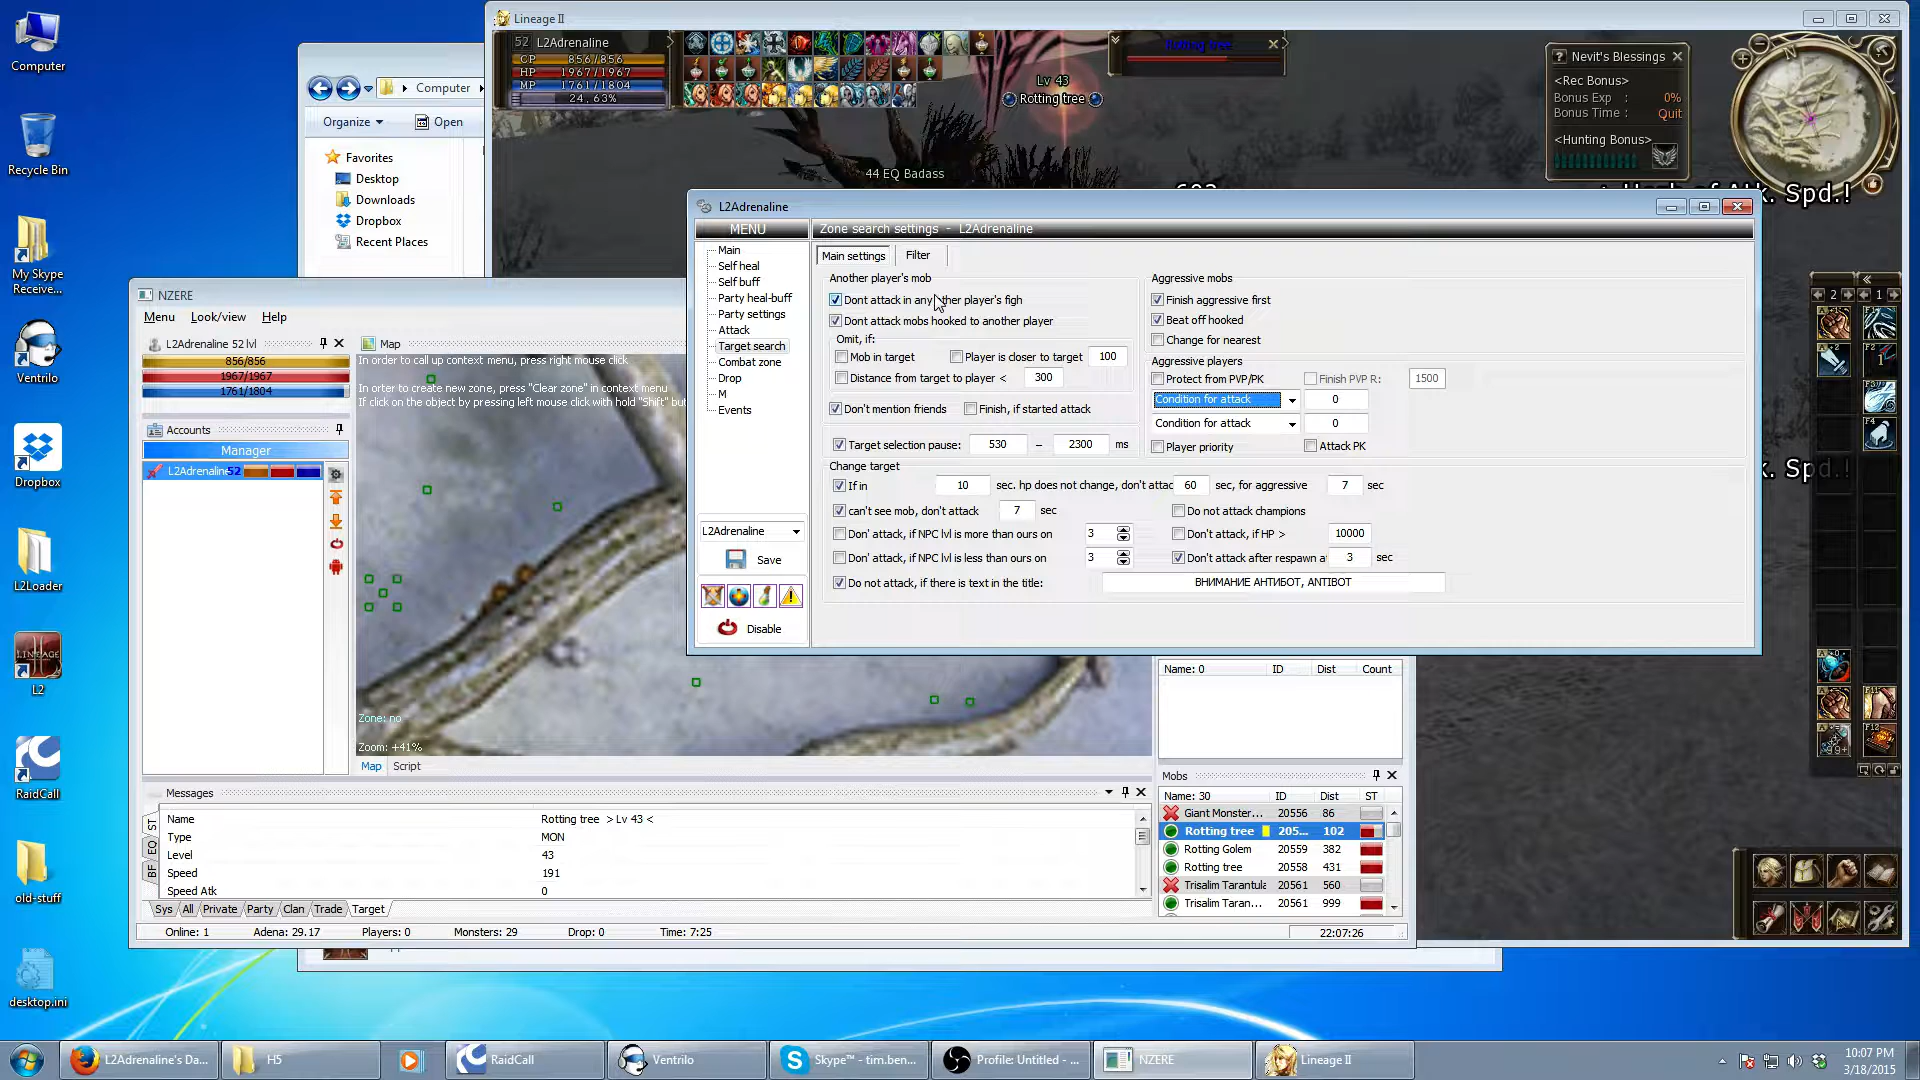 Computer
Recycle Bin
My Skype
Receive...
Ventrilo
Dropbox
L2Loader
L2
RaidCall
old-stuff
desktop.ini
Computer
Organize
Open
Favorites
Desktop
Downloads
Dropbox
Recent Places
Lineage II
52 L2Adrenaline
CP 856/856
HP 1967/1967
MP 1761/1804
24.63%
Rotting tree
Lv 43
Rotting tree
44 EQ Badass
Nevit's Blessings
<Rec Bonus>
Bonus Exp : 0%
Bonus Time : Quit
<Hunting Bonus>
Atk. Spd.!
k. Spd.!
2
1
L2Adrenaline
MENU
Main
Self heal
Self buff
Party heal-buff
Party settings
Attack
Target search
Combat zone
Drop
M
Events
L2Adrenaline
Save
Disable
Zone search settings - L2Adrenaline
Main settings
Filter
Another player's mob
Dont attack in any other player's figh
Dont attack mobs hooked to another player
Omit, if:
Mob in target
Player is closer to target 100
Distance from target to player < 300
Don't mention friends
Finish, if started attack
Target selection pause: 530 - 2300 ms
Aggressive mobs
Finish aggressive first
Beat off hooked
Change for nearest
Aggressive players
Protect from PVP/PK
Finish PVP R: 1500
Condition for attack 0
Condition for attack 0
Player priority
Attack PK
Change target
If in 10 sec. hp does not change, don't attac 60 sec, for aggressive 7 sec
can't see mob, don't attack 7 sec
Do not attack champions
Don' attack, if NPC lvl is more than ours on 3
Don't attack, if HP > 10000
Don' attack, if NPC lvl is less than ours on 3
Don't attack after respawn a 3 sec
Do not attack, if there is text in the title: ВНИМАНИЕ АНТИБОТ, ANTIBOT
NZERE
Menu
Look/view
Help
L2Adrenaline 52 lvl
856/856
1967/1967
1761/1804
Accounts
Manager
L2Adrenaline 52
Map
In order to call up context menu, press right mouse click
In orter to create new zone, press "Clear zone" in context menu
If click on the object by pressing left mouse click with hold "Shift" but
Zone: no
Zoom: +41%
Map
Script
Messages
ST
EQ
BF
Name Rotting tree > Lv 43 <
Type MON
Level 43
Speed 191
Speed Atk 0
Sys
All
Private
Party
Clan
Trade
Target
Online: 1
Adena: 29.17
Players: 0
Monsters: 29
Drop: 0
Time: 7:25
22:07:26
Name: 0 ID Dist Count
Mobs
Name: 30 ID Dist ST
Giant Monster... 20556 86
Rotting tree 205... 102
Rotting Golem 20559 382
Rotting tree 20558 431
Trisalim Tarantula 20561 560
Trisalim Taran... 20561 999
L2Adrenaline's Da...
H5
RaidCall
Ventrilo
Skype™ - tim.ben...
Profile: Untitled - ...
NZERE
Lineage II
10:07 PM
3/18/2015